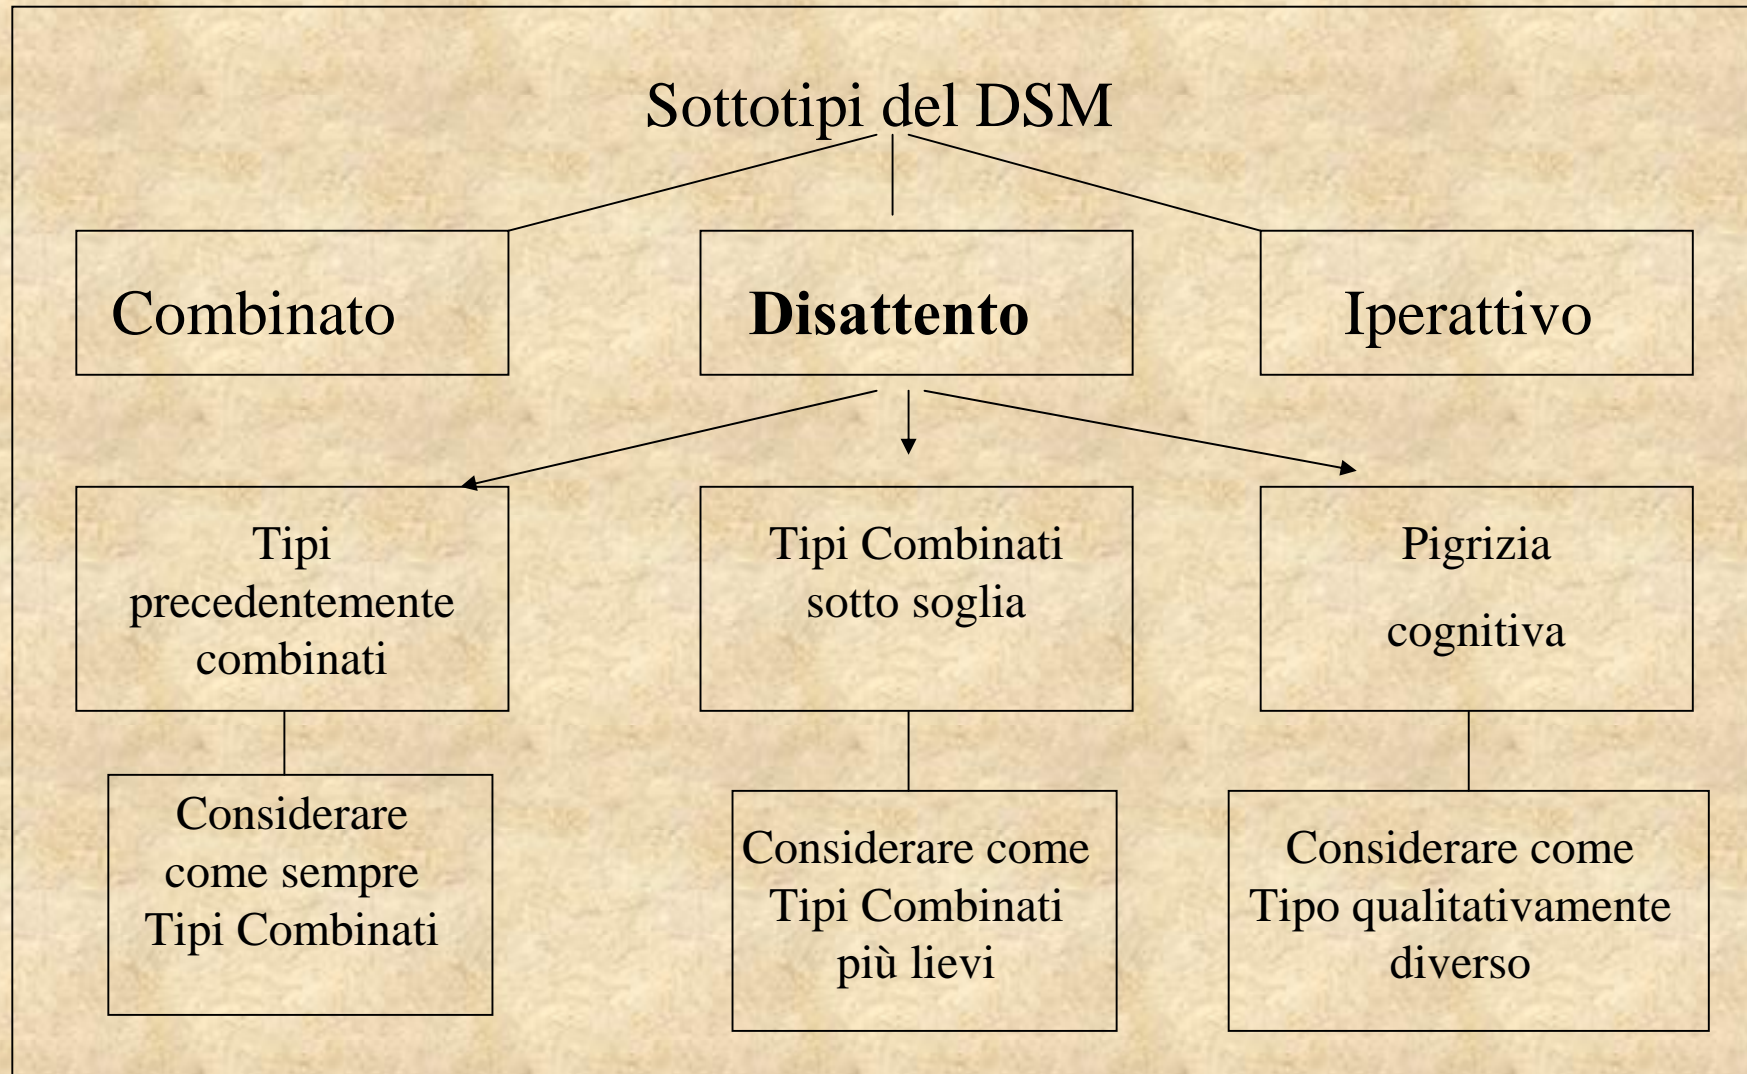 Sottotipi del DSM
Combinato
Disattento
Iperattivo
Tipi
precedentemente
combinati
Tipi Combinati
sotto soglia
Pigrizia
cognitiva
Considerare
come sempre
Tipi Combinati
Considerare come
Tipi Combinati
più lievi
Considerare come
Tipo qualitativamente
diverso